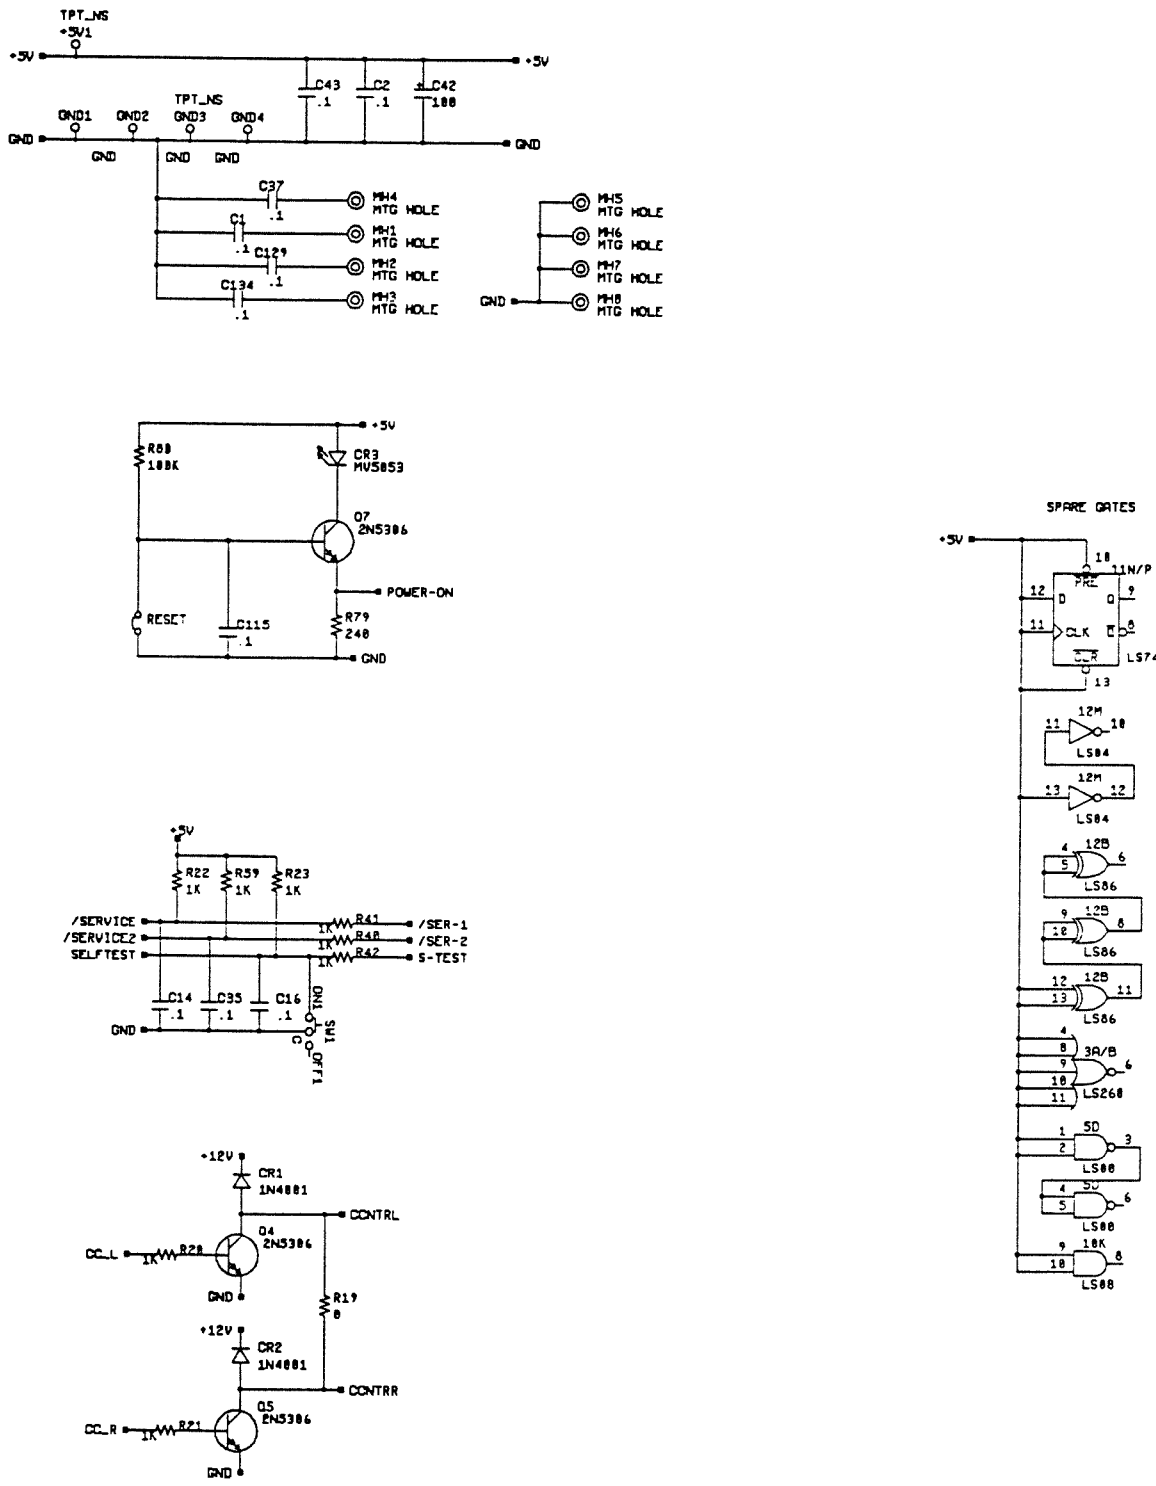 TPT_NS
+5V1
+5V
+5V
C43
.1
C2
.1
+
C42
100
TPT_NS
GND1
GND2
GND3
GND4
GND
GND
GND
GND
GND
C37
.1
MH4
MTG HOLE
C1
.1
MH1
MTG HOLE
C129
.1
MH2
MTG HOLE
C134
.1
MH3
MTG HOLE
MH5
MTG HOLE
MH6
MTG HOLE
MH7
MTG HOLE
GND
MH8
MTG HOLE
+5V
R80
100K
CR3
MV5053
Q7
2N5306
POWER-ON
RESET
C115
.1
R79
240
GND
SPARE GATES
+5V
10
11N/P
PRE
12
D
Q
9
11
CLK
Q
8
CLR
LS74
13
12M
11
10
LS04
12M
13
12
LS04
12B
4
5
6
LS86
12B
9
10
8
LS86
12B
12
13
11
LS86
4
8
9
10
11
3A/B
6
LS260
5D
1
2
3
LS00
5D
4
5
6
LS00
10K
9
10
8
LS08
+5V
R22
1K
R59
1K
R23
1K
/SERVICE
1K
R41
/SER-1
/SERVICE2
1K
R40
/SER-2
SELFTEST
1K
R42
S-TEST
C14
.1
C35
.1
C16
.1
ON1
SW1
C
OFF1
GND
+12V
CR1
1N4001
CCNTRL
Q4
2N5306
CC_L
1K
R20
GND
R19
0
+12V
CR2
1N4001
CCNTRR
Q5
2N5306
CC_R
1K
R21
GND